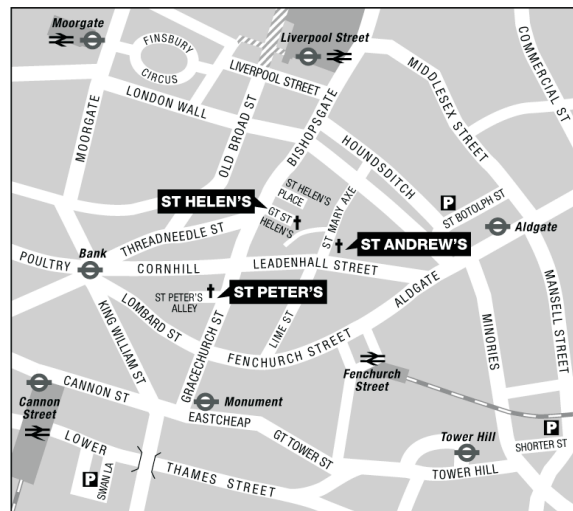 Moorgate
FINSBURY
CIRCUS
Liverpool Street
LIVERPOOL STREET
MIDDLESEX STREET
COMMERCIAL ST
LONDON WALL
MOORGATE
OLD BROAD ST
BISHOPSGATE
HOUNDSDITCH
ST HELEN'S
ST HELEN'S
PLACE
GT ST
HELEN'S
ST MARY AXE
P
ST BOTOLPH ST
Aldgate
ST ANDREW'S
THREADNEEDLE ST
POULTRY
Bank
CORNHILL
LEADENHALL STREET
ALDGATE
ST PETER'S
ALLEY
ST PETER'S
LOMBARD ST
KING WILLIAM ST
GRACECHURCH ST
LIME ST
FENCHURCH STREET
MINORIES
MANSELL STREET
Fenchurch
Street
CANNON ST
Cannon
Street
Monument
EASTCHEAP
GT TOWER ST
Tower Hill
P
SHORTER ST
TOWER HILL
LOWER
THAMES STREET
P
SWAN LA